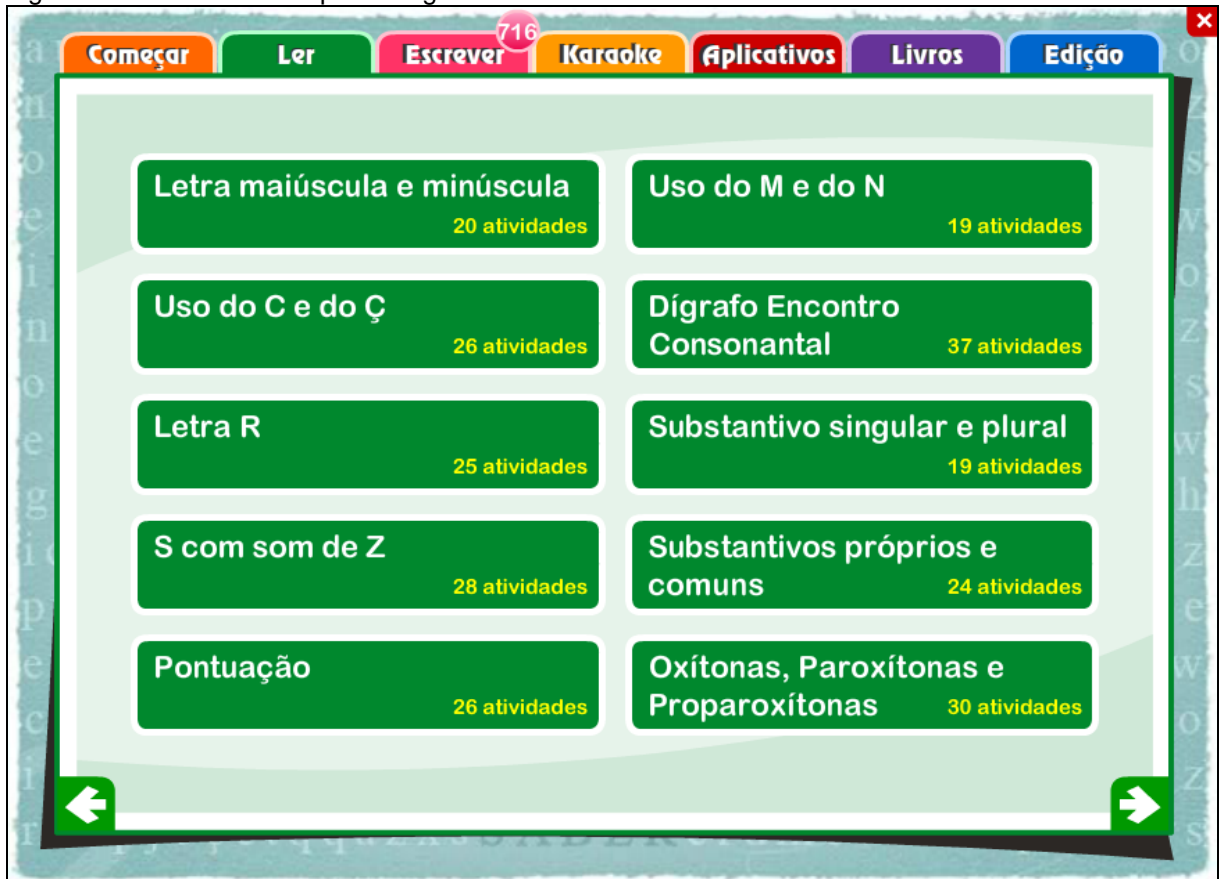 716
Começar Ler Escrever Karaoke Aplicativos Livros Edição
Letra maiúscula e minúscula
20 atividades
Uso do M e do N
19 atividades
Uso do C e do Ç
26 atividades
Dígrafo Encontro
Consonantal 37 atividades
Letra R
25 atividades
Substantivo singular e plural
19 atividades
S com som de Z
28 atividades
Substantivos próprios e
comuns 24 atividades
Pontuação
26 atividades
Oxítonas, Paroxítonas e
Proparoxítonas 30 atividades